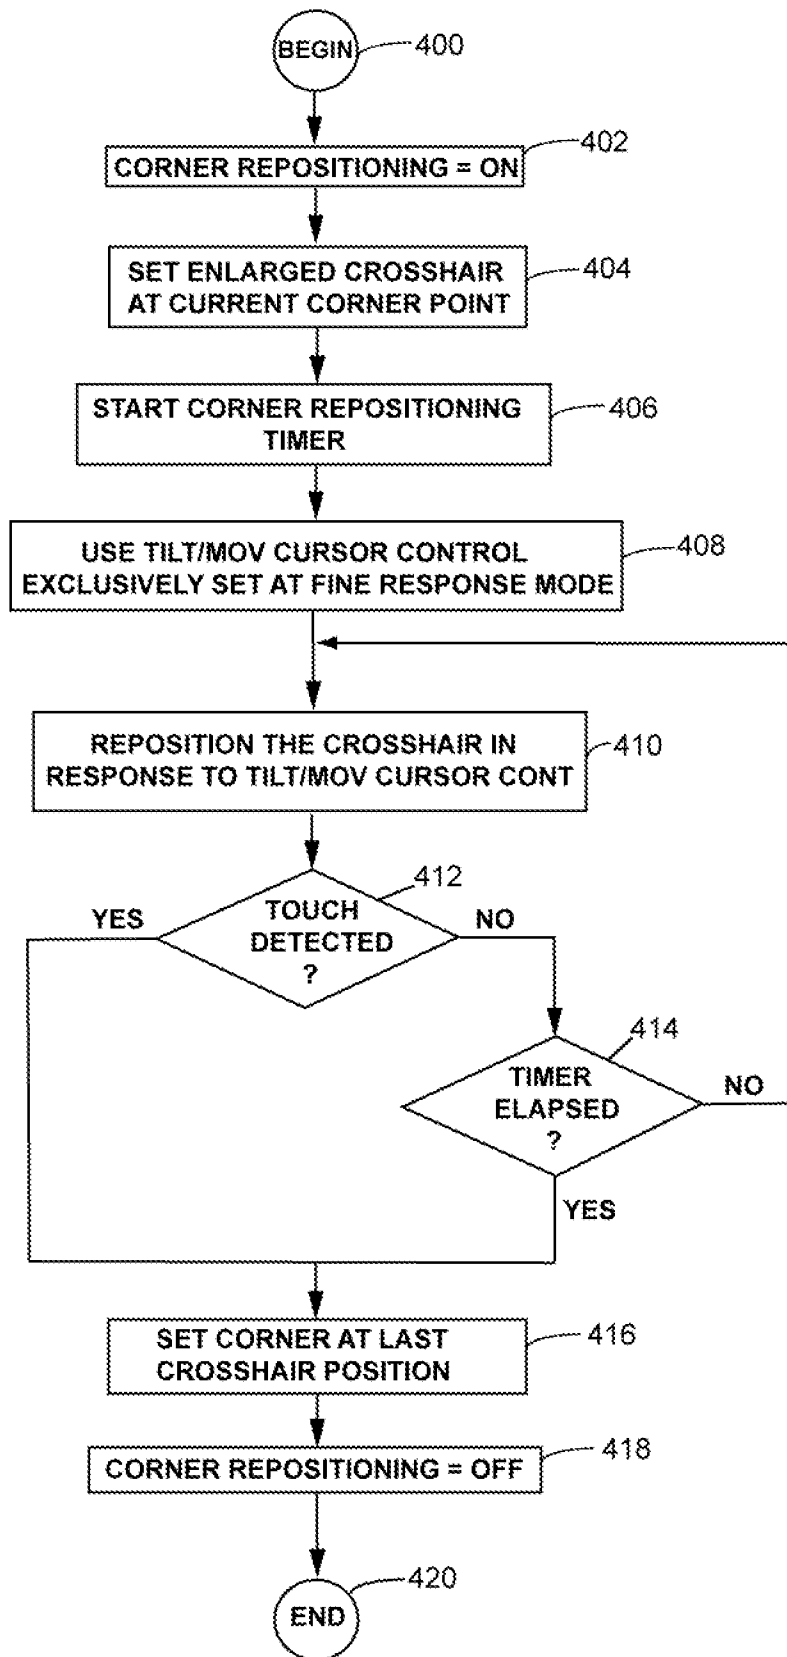 BEGIN
400
CORNER REPOSITIONING = ON
402
SET ENLARGED CROSSHAIR
AT CURRENT CORNER POINT
404
START CORNER REPOSITIONING
TIMER
406
USE TILT/MOV CURSOR CONTROL
EXCLUSIVELY SET AT FINE RESPONSE MODE
408
REPOSITION THE CROSSHAIR IN
RESPONSE TO TILT/MOV CURSOR CONT
410
412
YES
TOUCH
DETECTED
?
NO
414
TIMER
ELAPSED
?
NO
YES
SET CORNER AT LAST
CROSSHAIR POSITION
416
CORNER REPOSITIONING = OFF
418
END
420